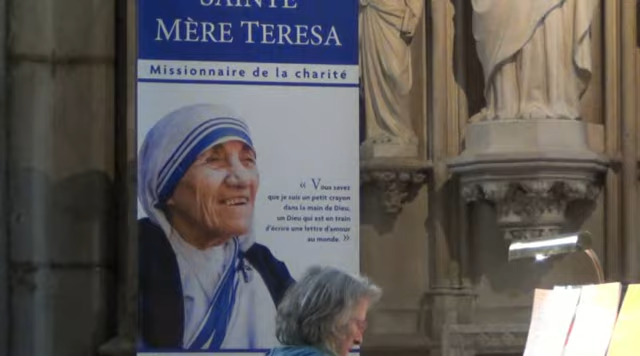 SAINTE
MÈRE TERESA
Missionnaire de la charité
« Vous savez
que je suis un petit crayon
dans la main de Dieu,
un Dieu qui est en train
d'écrire une lettre d'amour
au monde. »